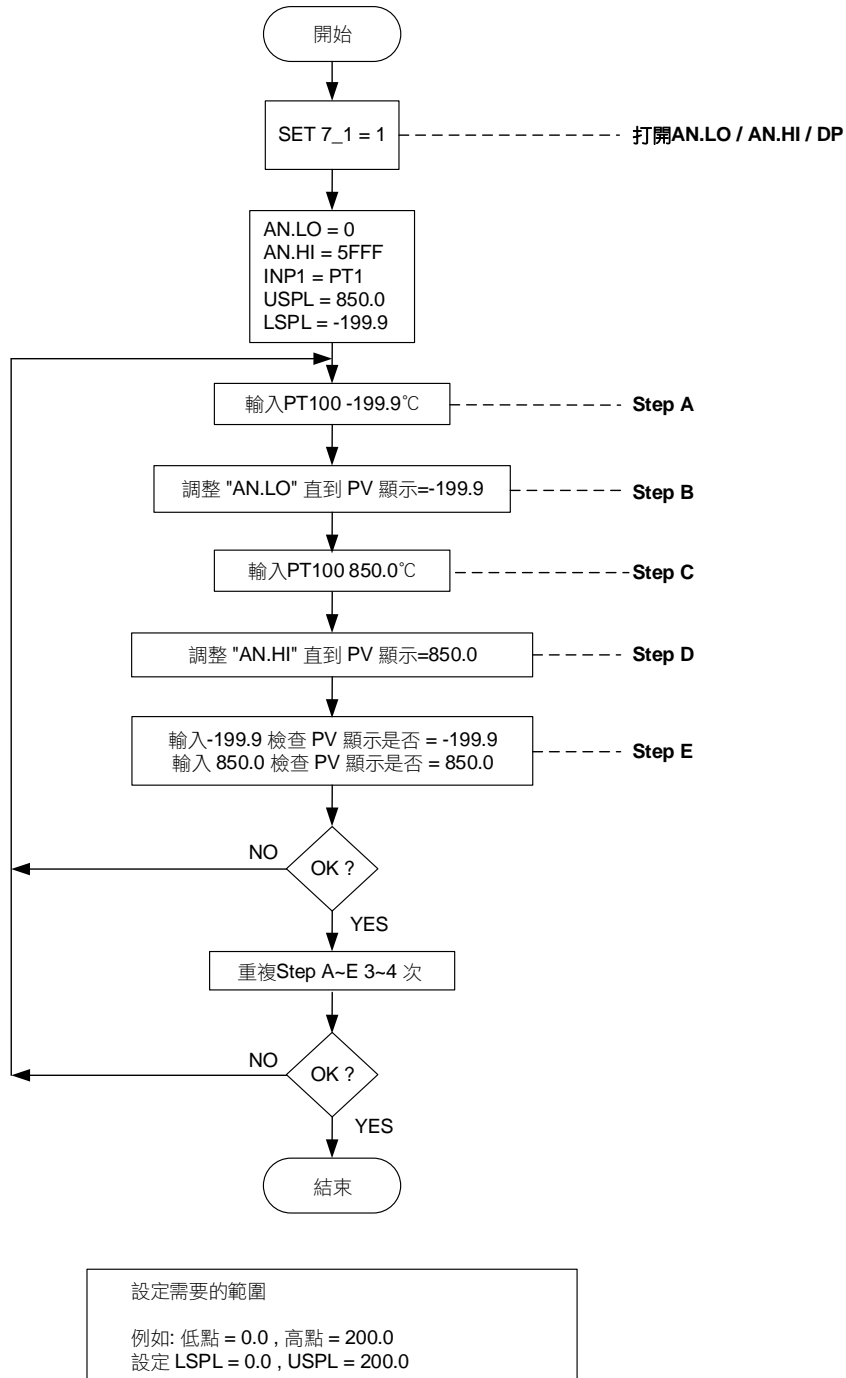 開始
SET 7_1 = 1
打開AN.LO / AN.HI / DP
AN.LO = 0
AN.HI = 5FFF
INP1 = PT1
USPL = 850.0
LSPL = -199.9
輸入PT100 -199.9℃
Step A
調整 "AN.LO" 直到 PV 顯示=-199.9
Step B
輸入PT100 850.0℃
Step C
調整 "AN.HI" 直到 PV 顯示=850.0
Step D
輸入-199.9 檢查 PV 顯示是否 = -199.9
輸入 850.0 檢查 PV 顯示是否 = 850.0
Step E
NO
OK ?
YES
重複Step A~E 3~4 次
NO
OK ?
YES
結束
設定需要的範圍
例如: 低點 = 0.0 , 高點 = 200.0
設定 LSPL = 0.0 , USPL = 200.0